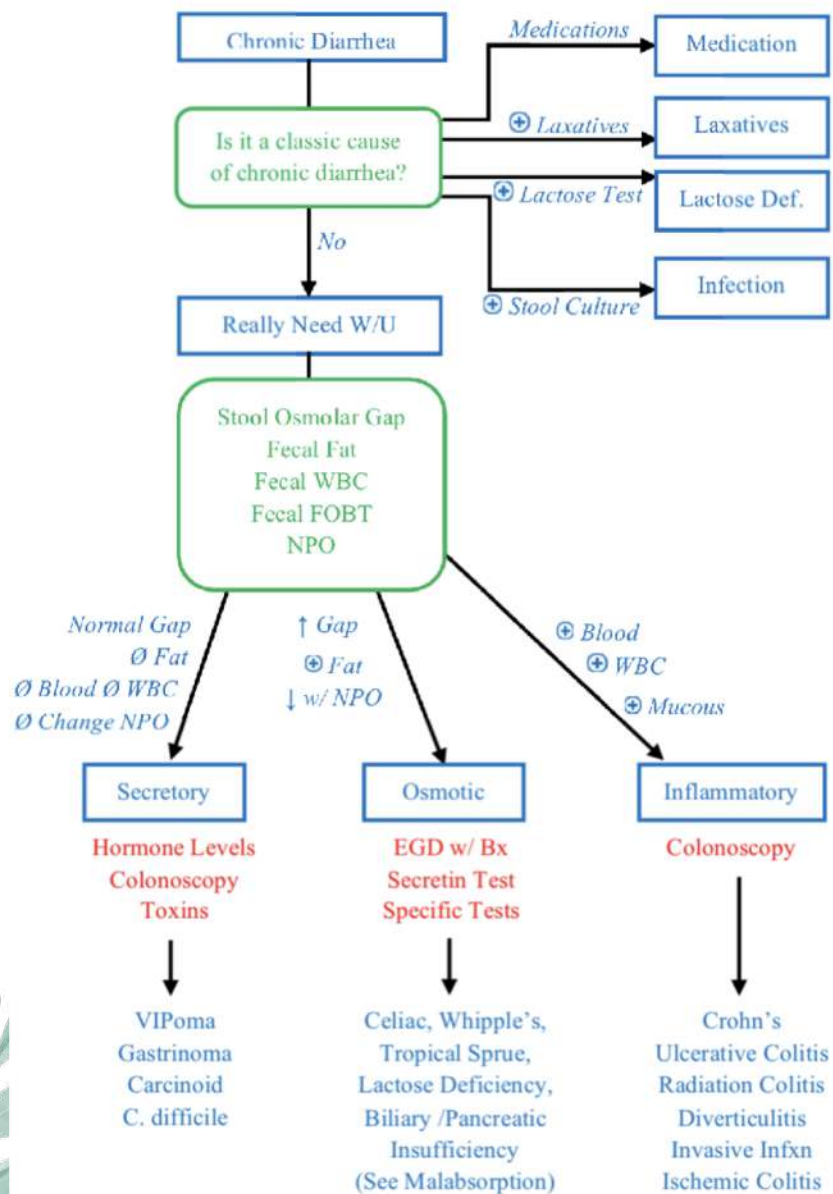 Chronic Diarrhea
Medications
Medication
Is it a classic cause
of chronic diarrhea?
⊕ Laxatives
Laxatives
⊕ Lactose Test
Lactose Def.
⊕ Stool Culture
Infection
No
Really Need W/U
Stool Osmolar Gap
Fecal Fat
Fecal WBC
Fecal FOBT
NPO
Normal Gap
Ø Fat
Ø Blood Ø WBC
Ø Change NPO
↑ Gap
⊕ Fat
↓ w/ NPO
⊕ Blood
⊕ WBC
⊕ Mucous
Secretory
Hormone Levels
Colonoscopy
Toxins
VIPoma
Gastrinoma
Carcinoid
C. difficile
Osmotic
EGD w/ Bx
Secretin Test
Specific Tests
Celiac, Whipple's,
Tropical Sprue,
Lactose Deficiency,
Biliary /Pancreatic
Insufficiency
(See Malabsorption)
Inflammatory
Colonoscopy
Crohn's
Ulcerative Colitis
Radiation Colitis
Diverticulitis
Invasive Infxn
Ischemic Colitis